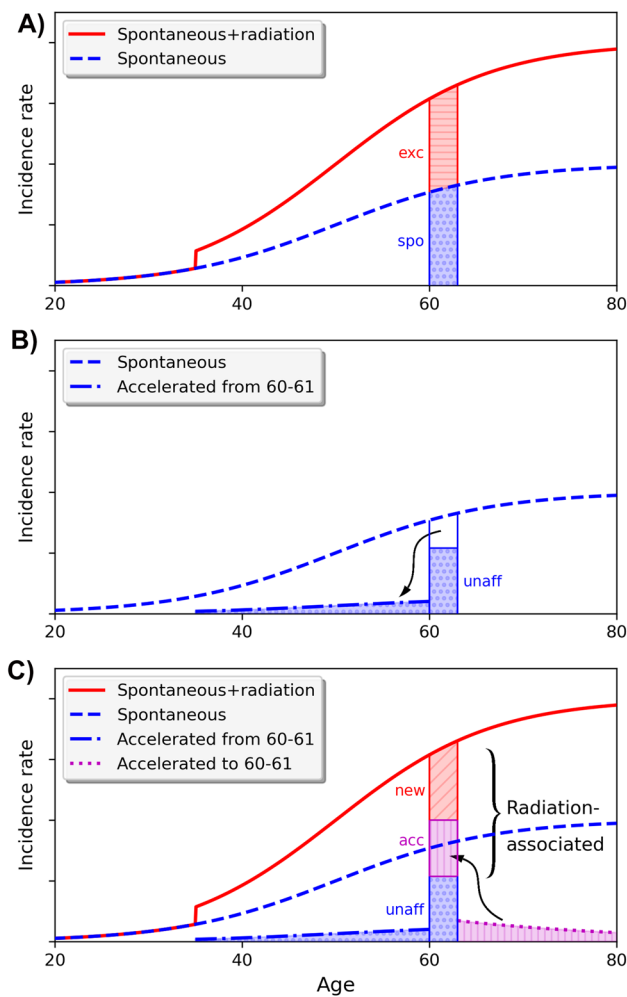 A)
Spontaneous+radiation
Spontaneous
Incidence rate
exc
spo
20 40 60 80
B)
Spontaneous
Accelerated from 60-61
Incidence rate
unaff
20 40 60 80
C)
Spontaneous+radiation
Spontaneous
Accelerated from 60-61
Accelerated to 60-61
Incidence rate
new
Radiation-
acc
associated
unaff
20 40 60 80
Age